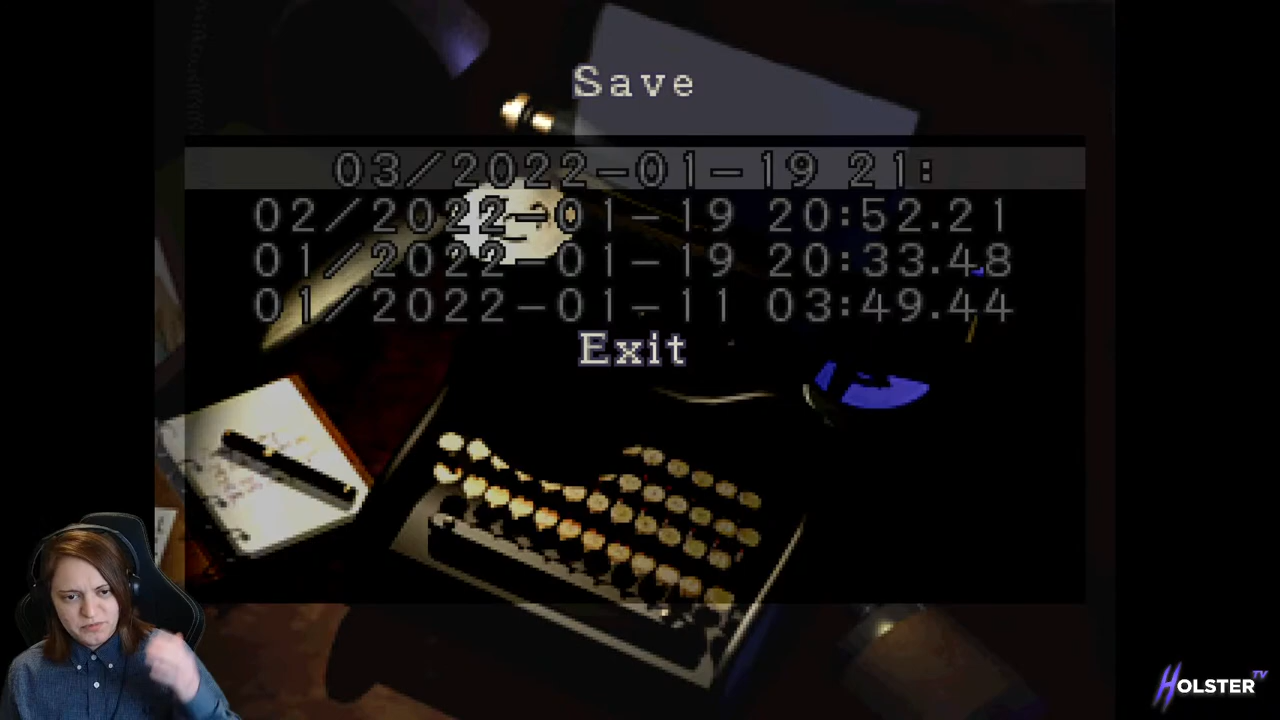 Save
03/2022-01-19 21:
02/2022-01-19 20:52.21
01/2022-01-19 20:33.48
01/2022-01-11 03:49.44
Exit
HOLSTER TV